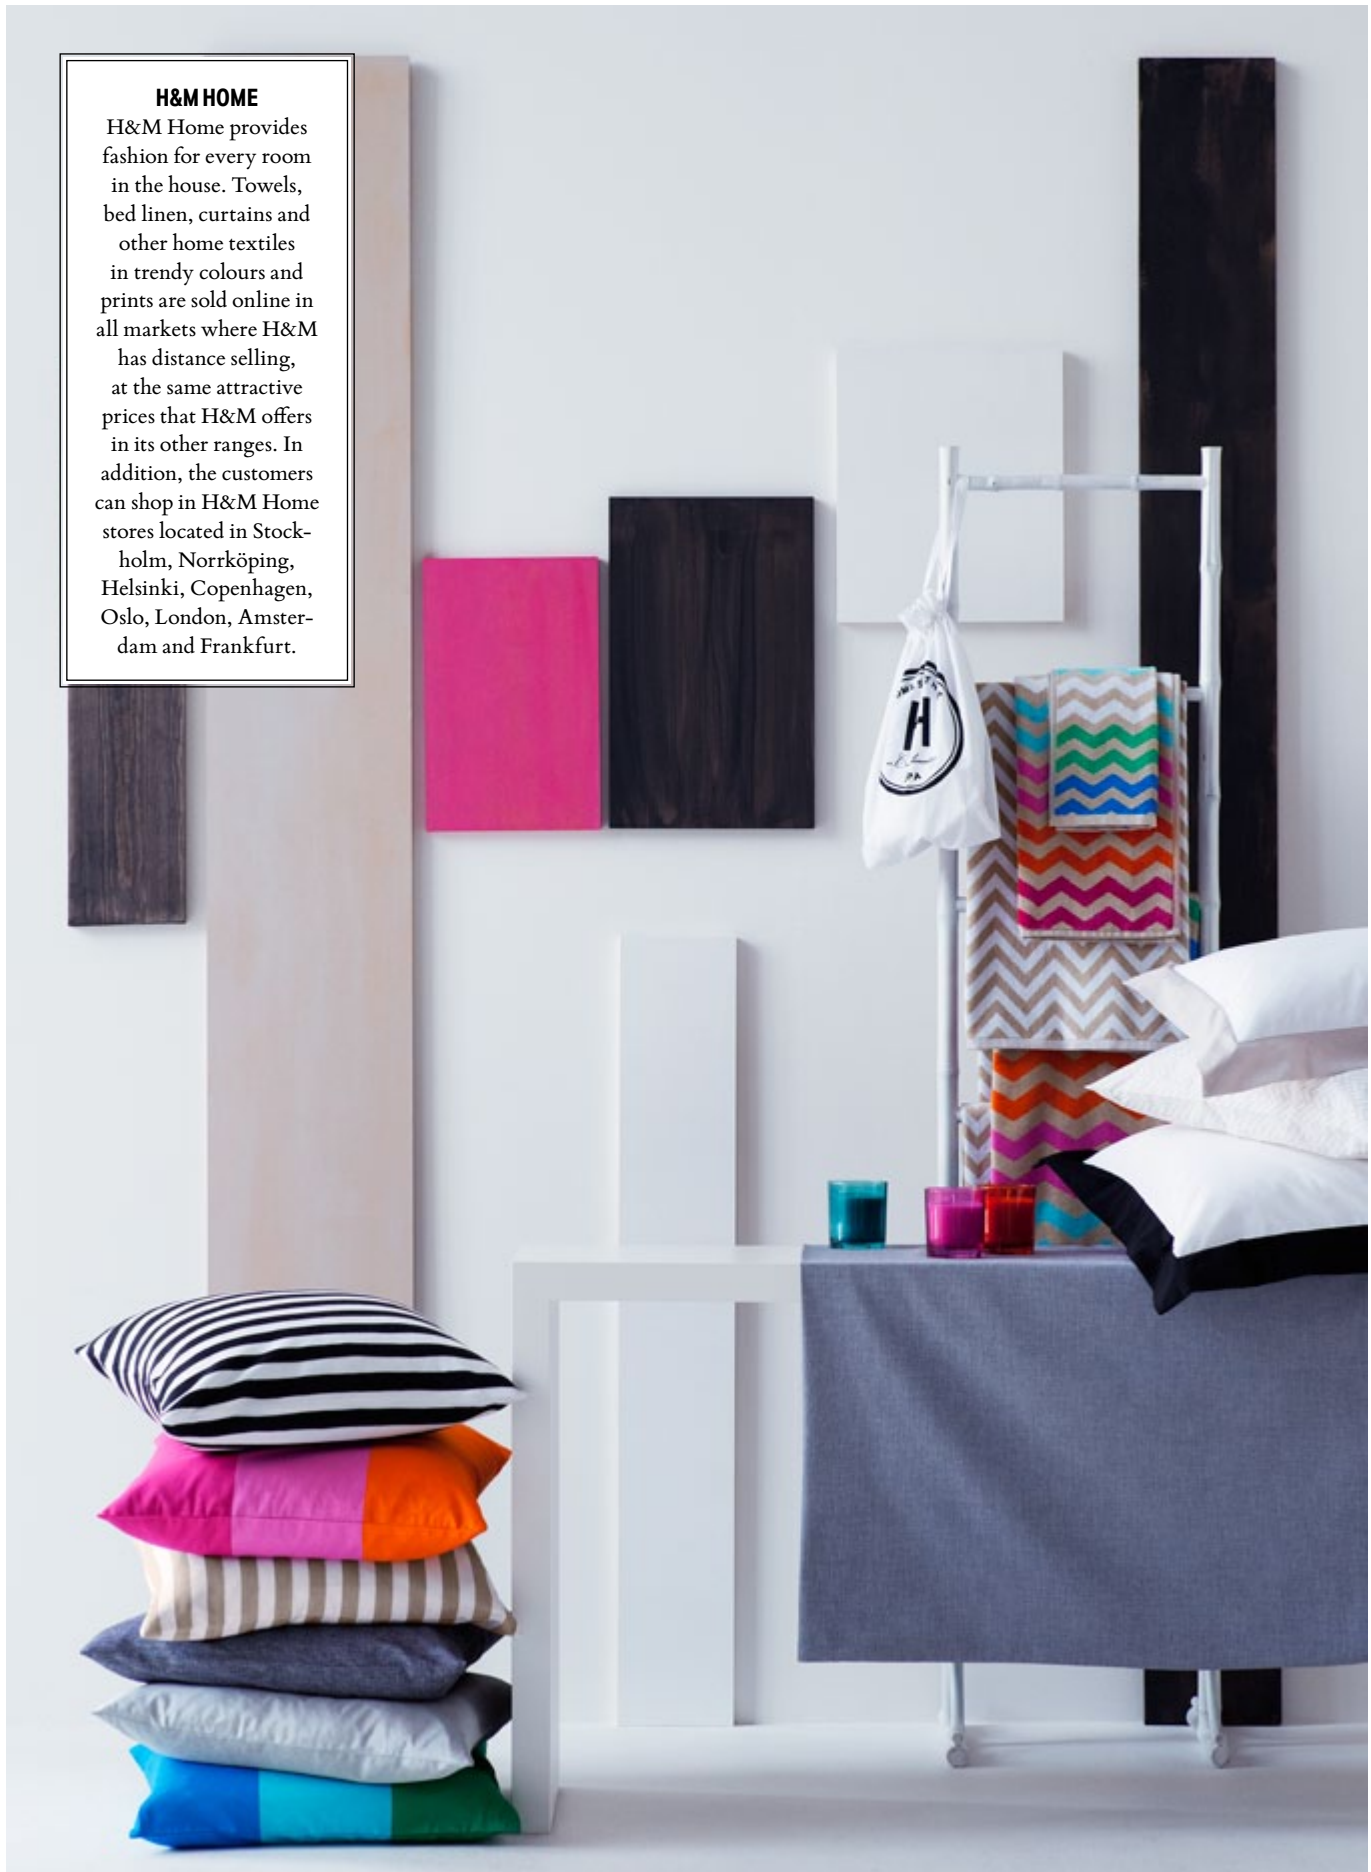 H&M HOME
H&M Home provides
fashion for every room
in the house. Towels,
bed linen, curtains and
other home textiles
in trendy colours and
prints are sold online in
all markets where H&M
has distance selling,
at the same attractive
prices that H&M offers
in its other ranges. In
addition, the customers
can shop in H&M Home
stores located in Stock-
holm, Norrköping,
Helsinki, Copenhagen,
Oslo, London, Amster-
dam and Frankfurt.
H